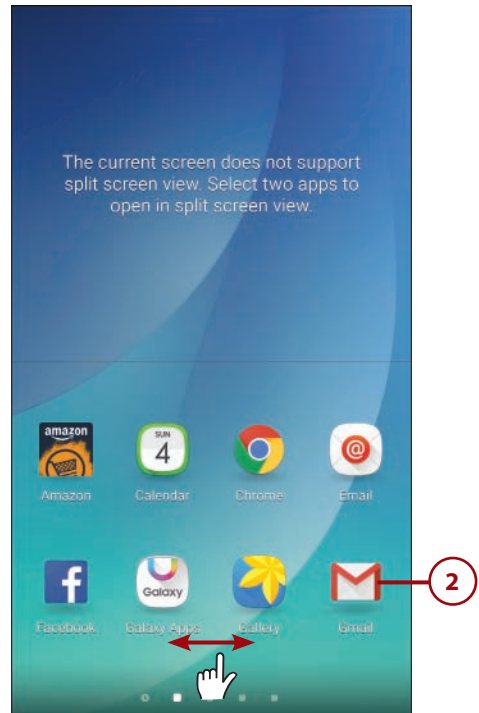 The current screen does not support
split screen view. Select two apps to
open in split screen view.
amazon
SUN
4
@
Amazon
Calendar
Chrome
Email
f
Galaxy
2
Facebook
Galaxy Apps
Gallery
Gmail